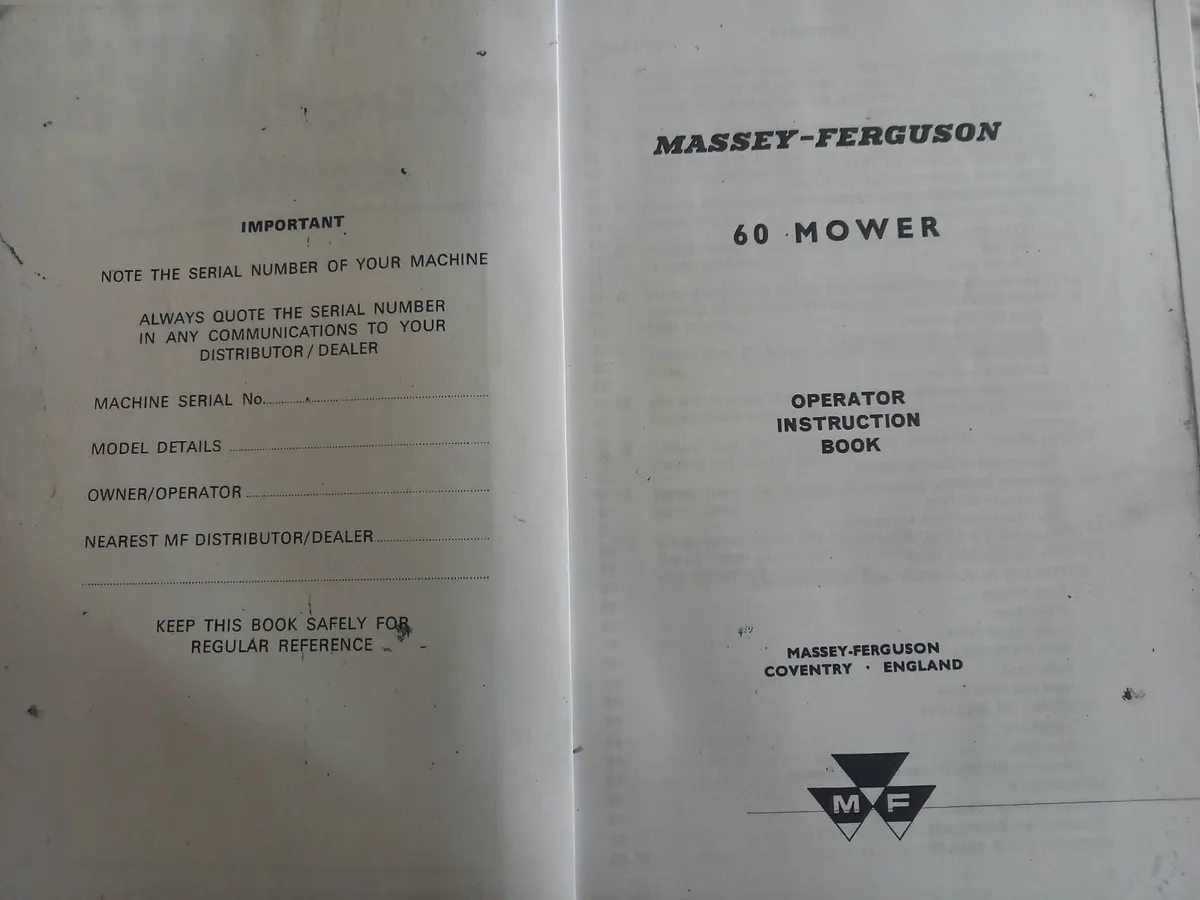 IMPORTANT
NOTE THE SERIAL NUMBER OF YOUR MACHINE
ALWAYS QUOTE THE SERIAL NUMBER
IN ANY COMMUNICATIONS TO YOUR
DISTRIBUTOR / DEALER
MACHINE SERIAL No.
MODEL DETAILS
OWNER/OPERATOR
NEAREST MF DISTRIBUTOR/DEALER
KEEP THIS BOOK SAFELY FOR
REGULAR REFERENCE
MASSEY-FERGUSON
60 MOWER
OPERATOR
INSTRUCTION
BOOK
MASSEY-FERGUSON
COVENTRY · ENGLAND
MF